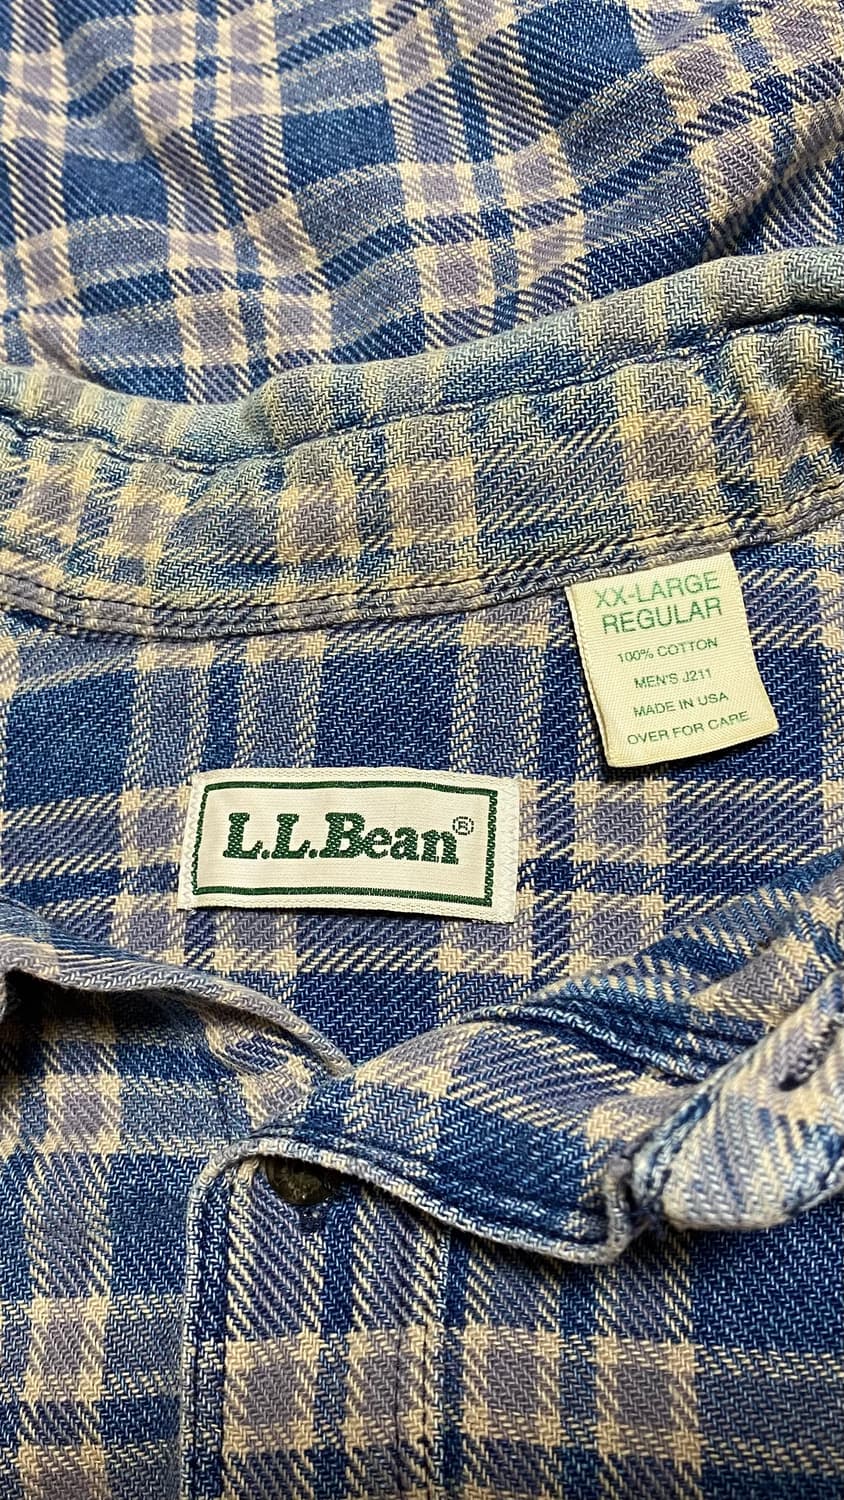 XX-LARGE
REGULAR
100% COTTON
MEN'S J211
MADE IN USA
OVER FOR CARE
L.L.Bean®